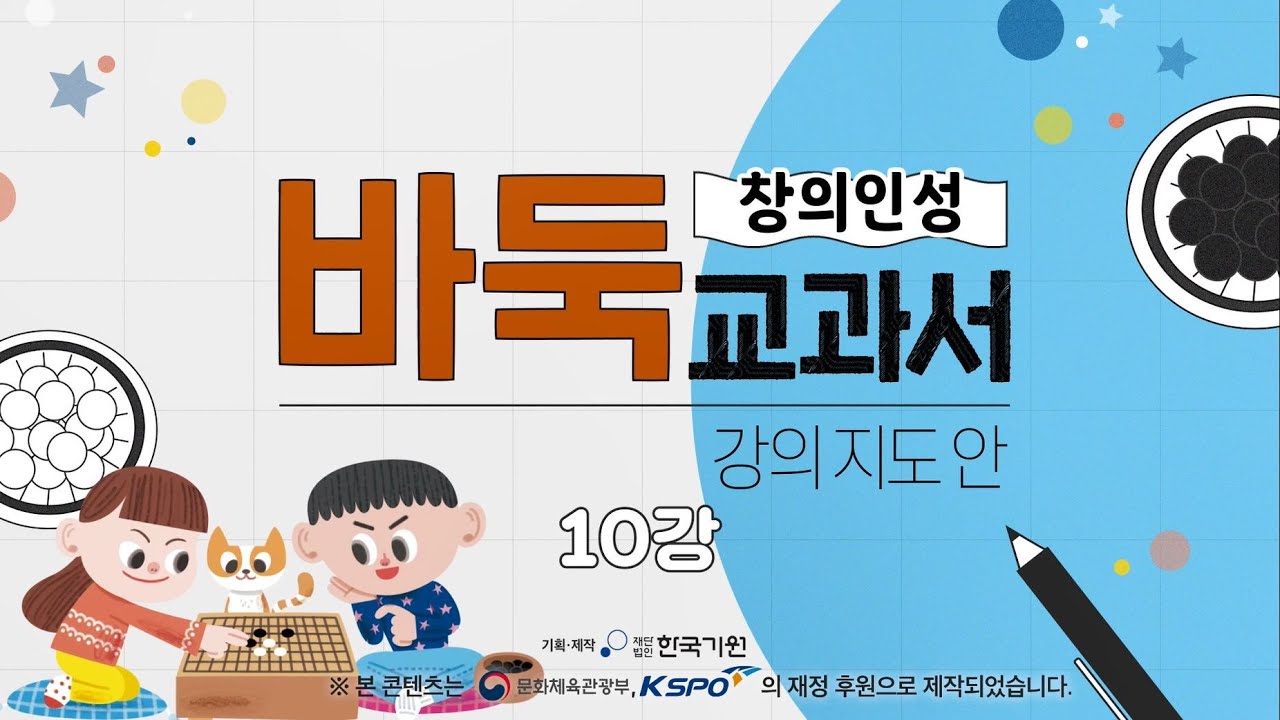 창의인성
바둑교과서
강의 지도 안
10강
기획·제작 재단법인 한국기원
※ 본 콘텐츠는 문화체육관광부, KSPO 의 재정 후원으로 제작되었습니다.